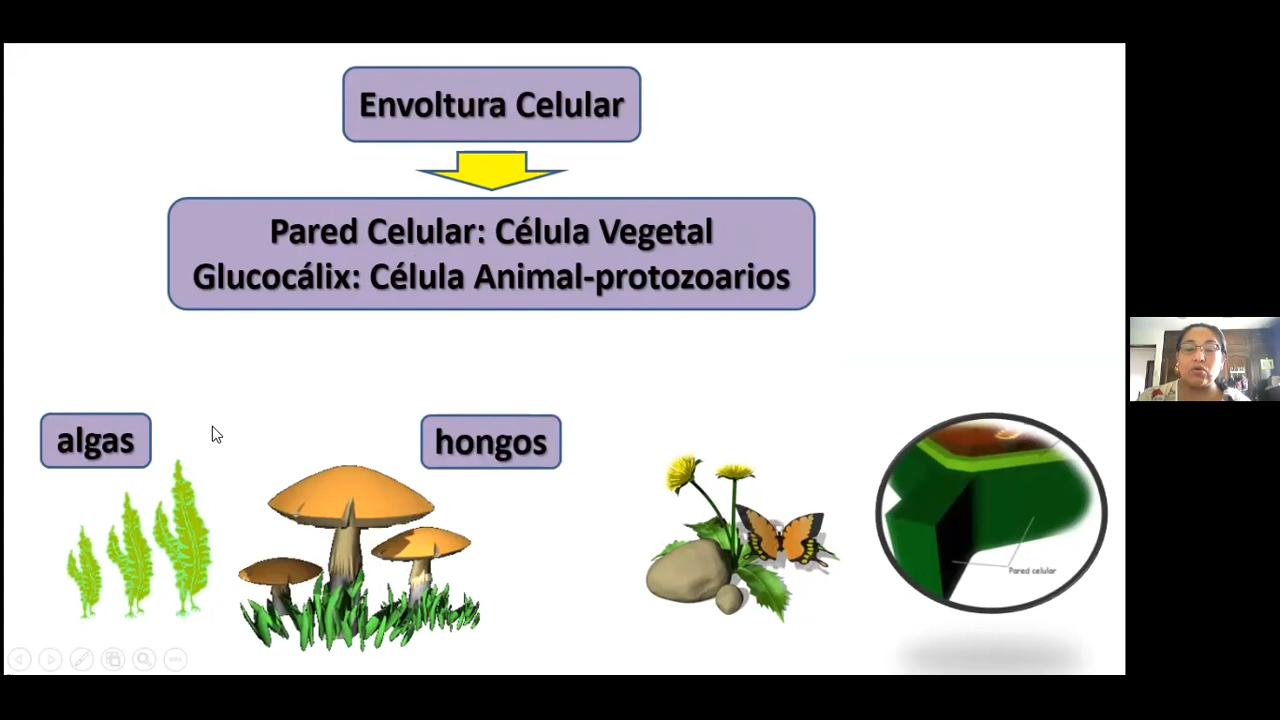 Envoltura Celular
Pared Celular: Célula Vegetal
Glucocálix: Célula Animal-protozoarios
algas
hongos
Pared celular